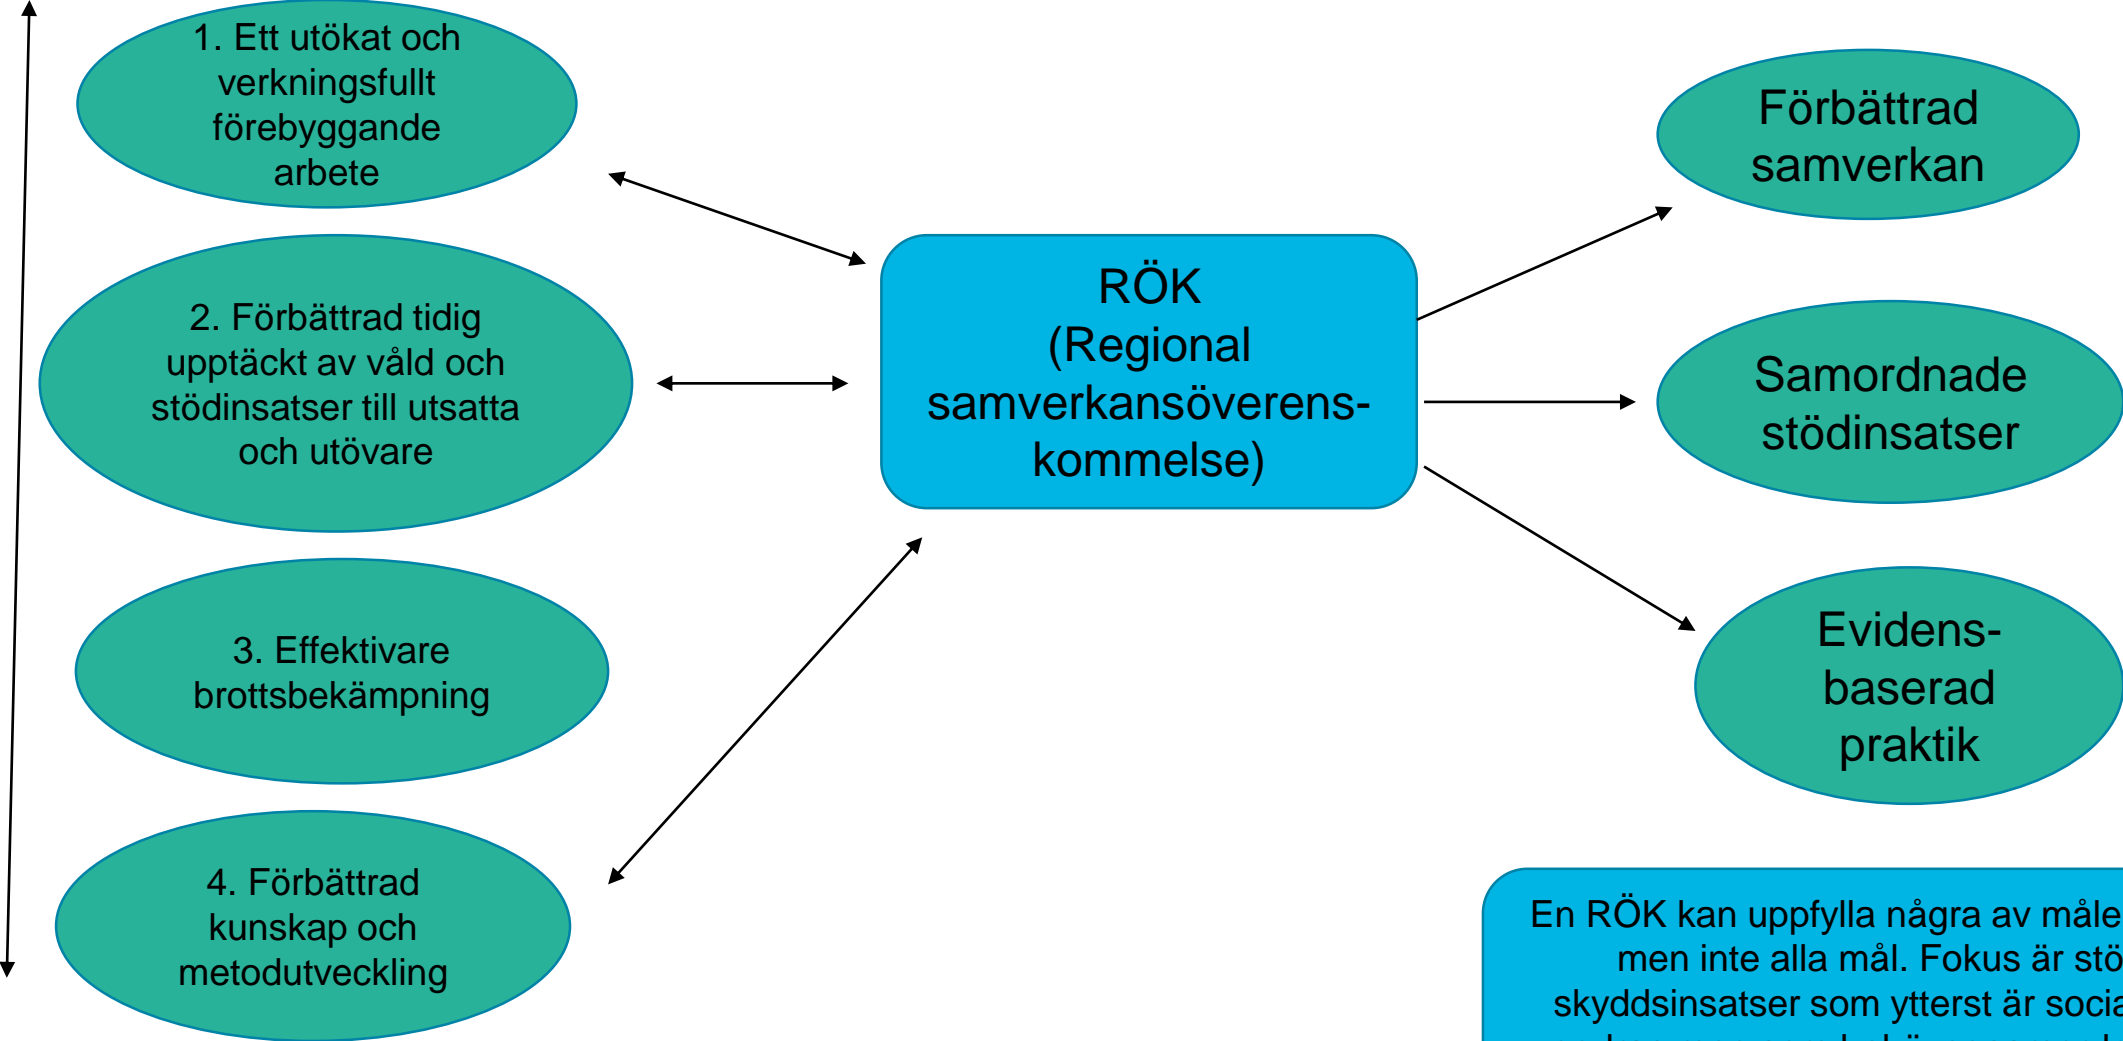 1. Ett utökat och
verkningsfullt
förebyggande
arbete
2. Förbättrad tidig
upptäckt av våld och
stödinsatser till utsatta
och utövare
3. Effektivare
brottsbekämpning
4. Förbättrad
kunskap och
metodutveckling
RÖK
(Regional
samverkansöverens-
kommelse)
Förbättrad
samverkan
Samordnade
stödinsatser
Evidens-
baserad
praktik
En RÖK kan uppfylla några av måle
men inte alla mål. Fokus är stö
skyddsinsatser som ytterst är socia